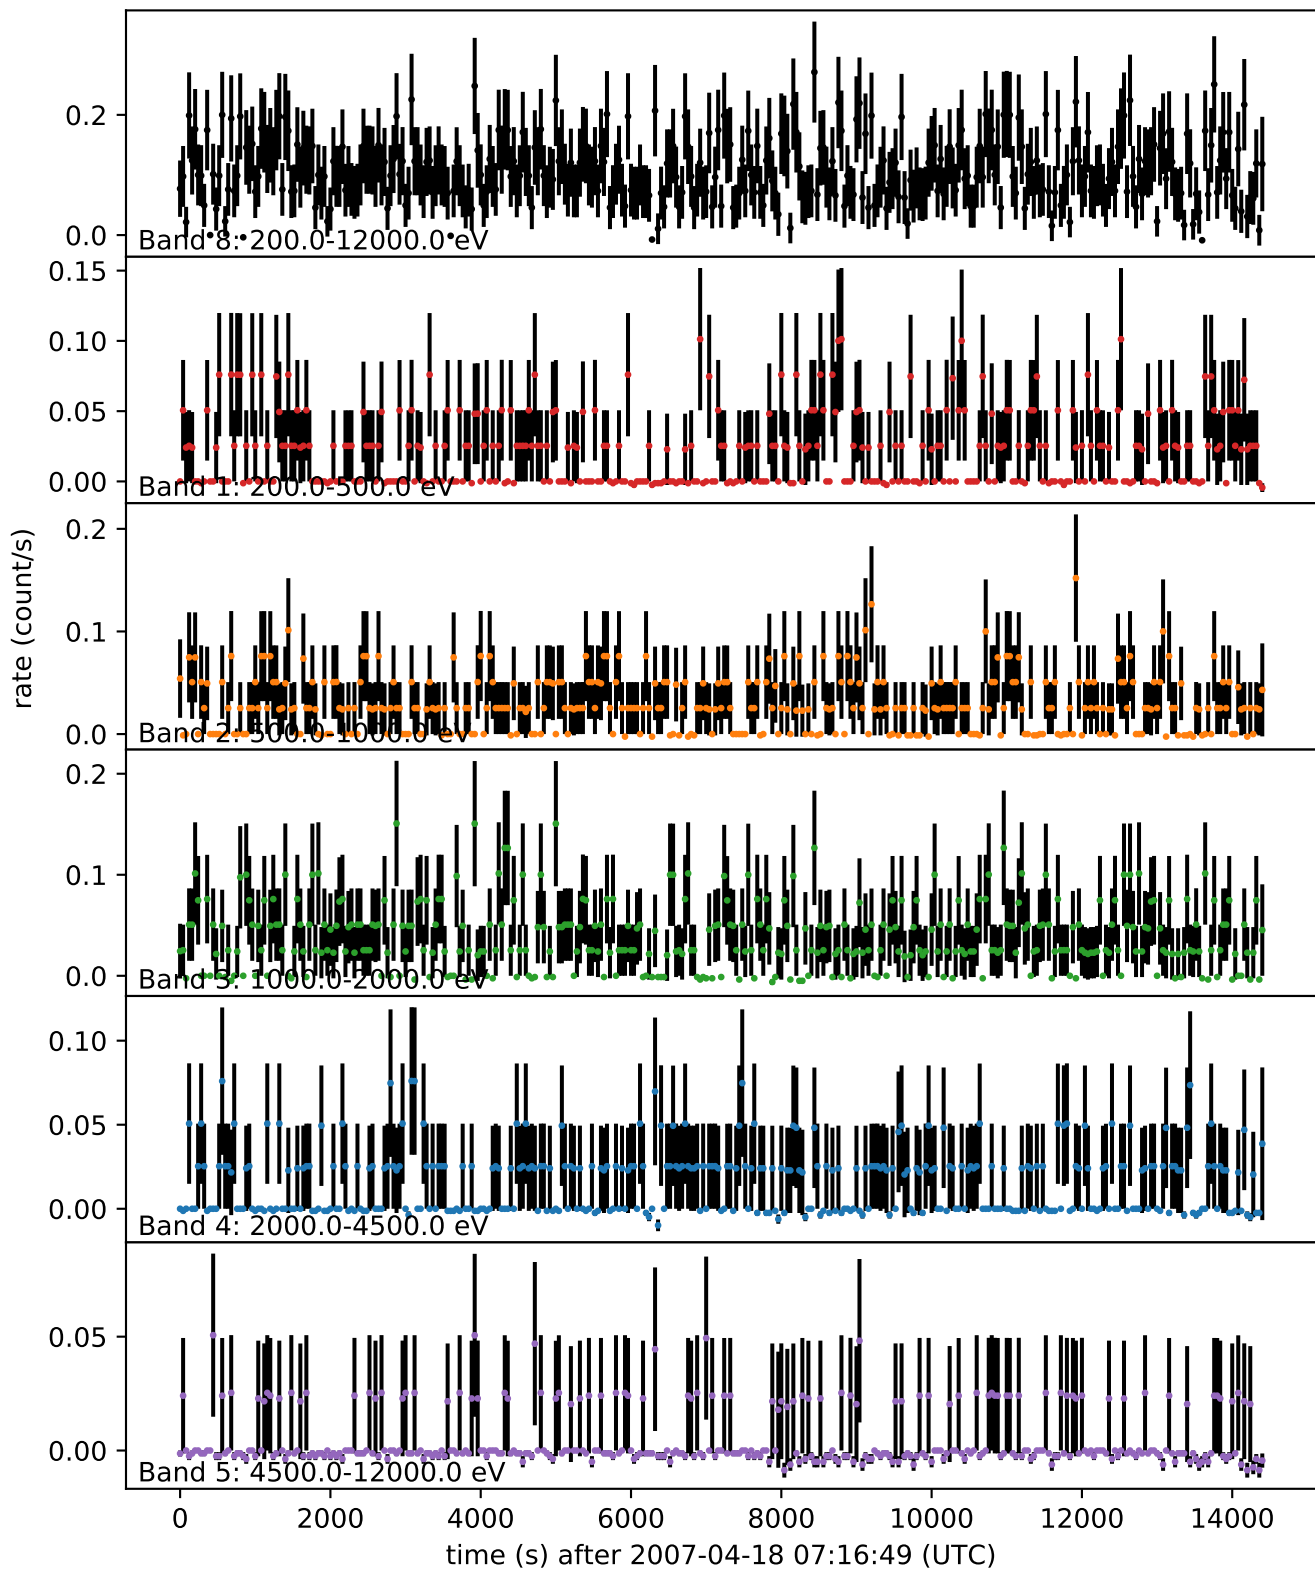 0.2
0.0
Band 8: 200.0-12000.0 eV
0.15
0.10
0.05
0.00
Band 1: 200.0-500.0 eV
0.2
0.1
0.0
Band 2: 500.0-1000.0 eV
rate (count/s)
0.2
0.1
0.0
Band 3: 1000.0-2000.0 eV
0.10
0.05
0.00
Band 4: 2000.0-4500.0 eV
0.05
0.00
Band 5: 4500.0-12000.0 eV
0 2000 4000 6000 8000 10000 12000 14000
time (s) after 2007-04-18 07:16:49 (UTC)